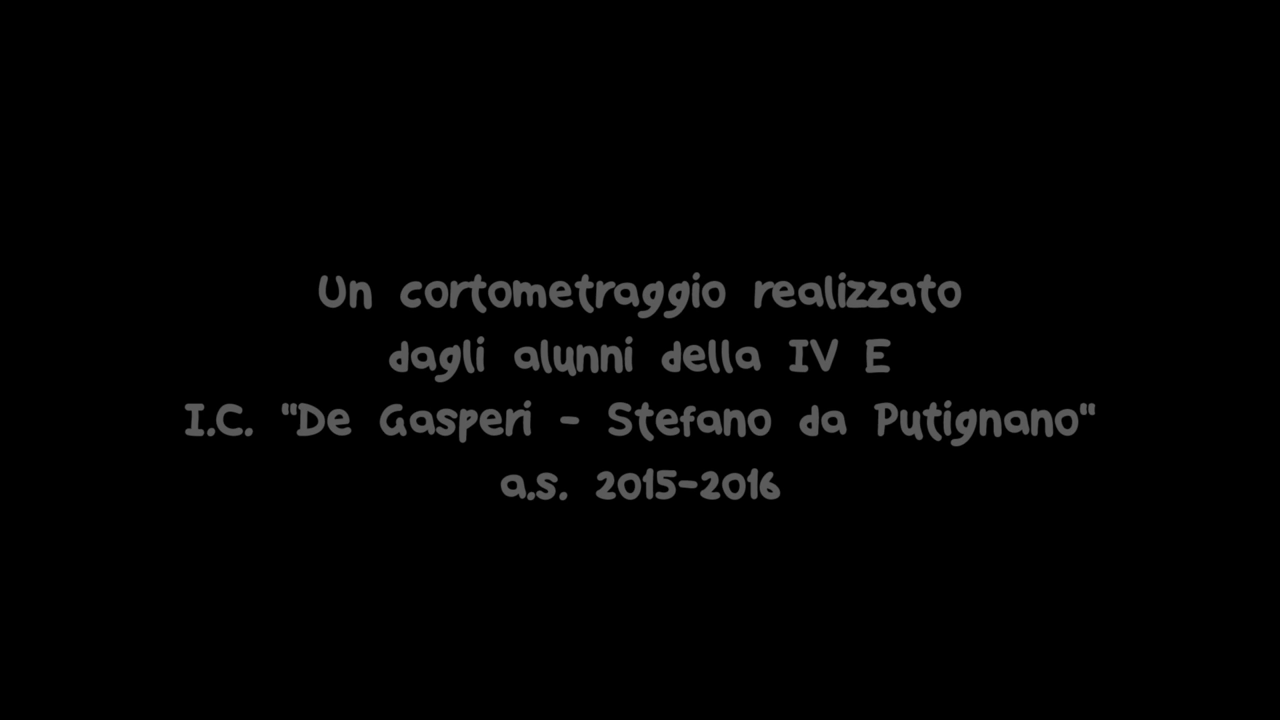 Un cortometraggio realizzato
dagli alunni della IV E
I.C. "De Gasperi - Stefano da Putignano"
a.s. 2015-2016